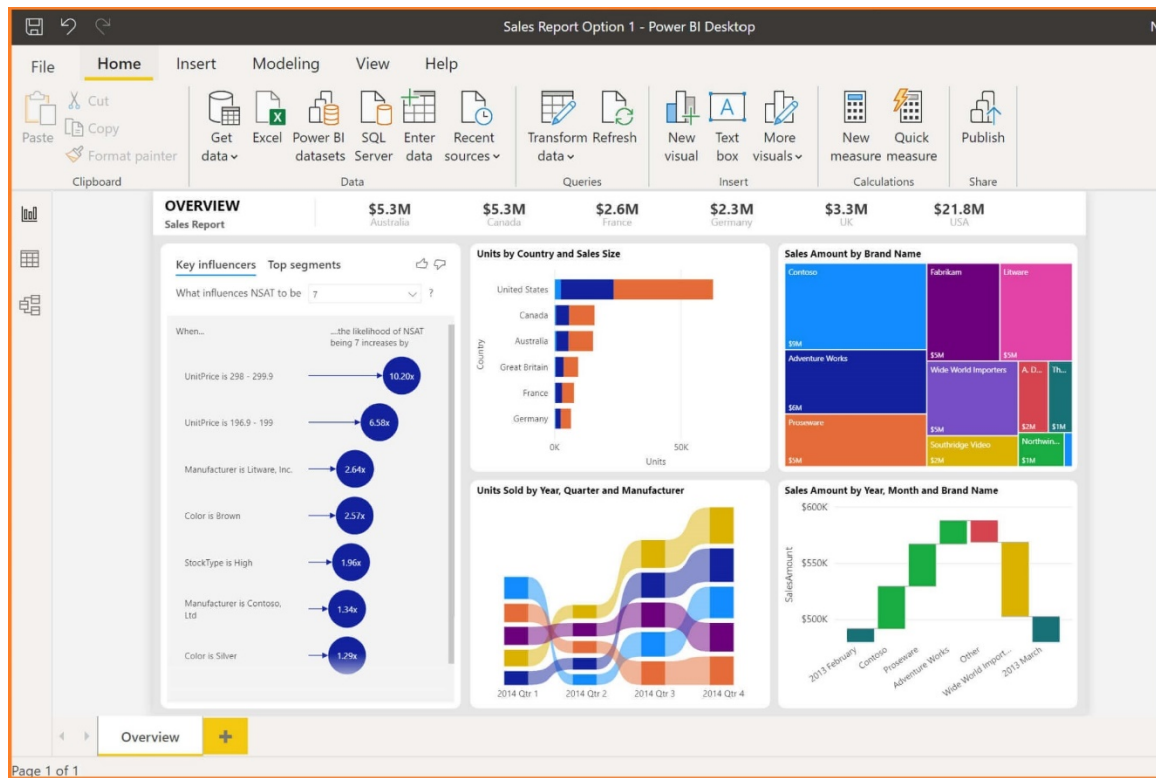 Sales Report Option 1 - Power BI Desktop
File Home Insert Modeling View Help
Paste
Cut
Copy
Format painter
Clipboard
Get data
Excel
Power BI datasets
SQL Server
Enter data
Recent sources
Data
Transform data
Refresh
Queries
New visual
Text box
More visuals
Insert
New measure
Quick measure
Calculations
Publish
Share
OVERVIEW
Sales Report
$5.3M
Australia
$5.3M
Canada
$2.6M
France
$2.3M
Germany
$3.3M
UK
$21.8M
USA
Key influencers Top segments
What influences NSAT to be 7 ?
When...
...the likelihood of NSAT
being 7 increases by
UnitPrice is 298 - 299.9 10.20x
UnitPrice is 196.9 - 199 6.58x
Manufacturer is Litware, Inc. 2.64x
Color is Brown 2.57x
StockType is High 1.96x
Manufacturer is Contoso,
Ltd
1.34x
Color is Silver 1.29x
Units by Country and Sales Size
Country
United States
Canada
Australia
Great Britain
France
Germany
0K 50K
Units
Sales Amount by Brand Name
Contoso
$9M
Adventure Works
$6M
Proseware
$5M
Fabrikam
$5M
Litware
$5M
Wide World Importers
$5M
A. D...
$2M
Th...
$1M
Southridge Video
$2M
Northwin...
$1M
Units Sold by Year, Quarter and Manufacturer
2014 Qtr 1 2014 Qtr 2 2014 Qtr 3 2014 Qtr 4
Sales Amount by Year, Month and Brand Name
SalesAmount
$600K
$550K
$500K
2013 February
Contoso
Proseware
Adventure Works
Other
Wide World Import...
2013 March
Overview
Page 1 of 1